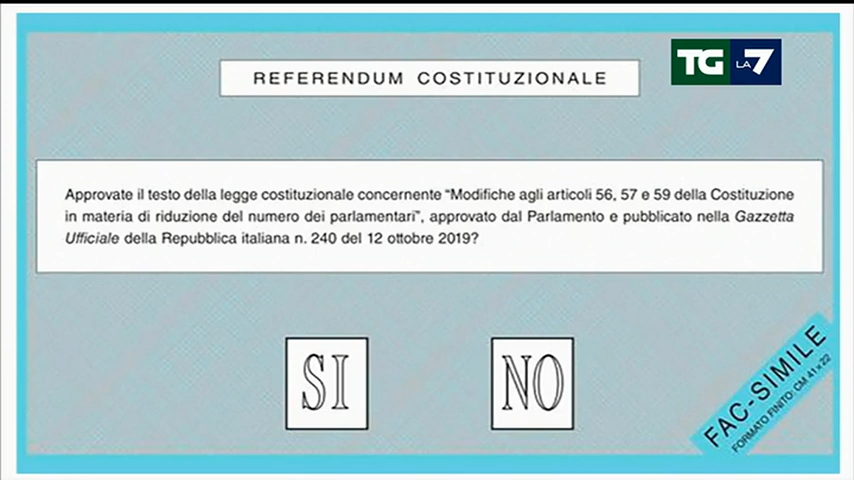 TG LA 7
REFERENDUM COSTITUZIONALE
Approvate il testo della legge costituzionale concernente “Modifiche agli articoli 56, 57 e 59 della Costituzione
in materia di riduzione del numero dei parlamentari”, approvato dal Parlamento e pubblicato nella Gazzetta
Ufficiale della Repubblica italiana n. 240 del 12 ottobre 2019?
SI NO
FAC-SIMILE
FORMATO FINITO: CM 41 x 22